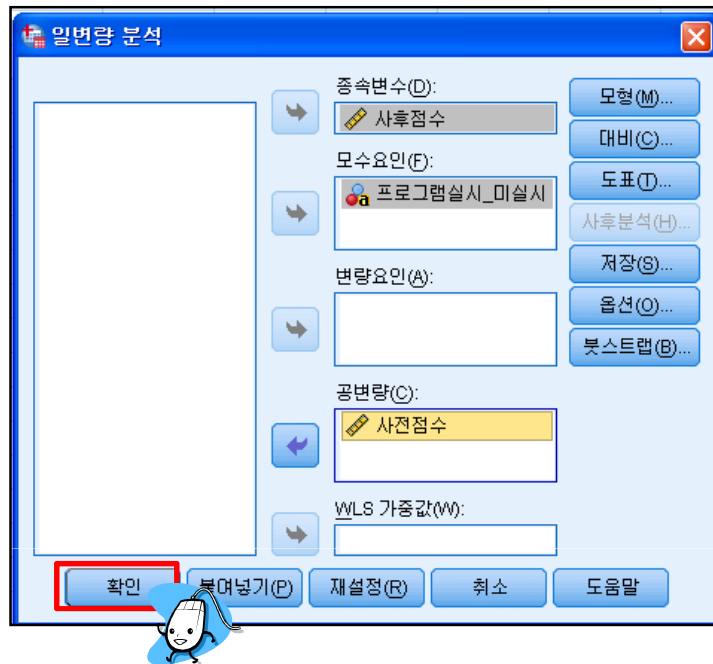 일변량 분석
종속변수(D):
사후점수
모수요인(F):
프로그램실시_미실시
변량요인(A):
공변량(C):
사전점수
WLS 가중값(W):
모형(M)...
대비(C)...
도표(T)...
사후분석(H)...
저장(S)...
옵션(O)...
붓스트랩(B)...
확인
붙여넣기(P)
재설정(R)
취소
도움말